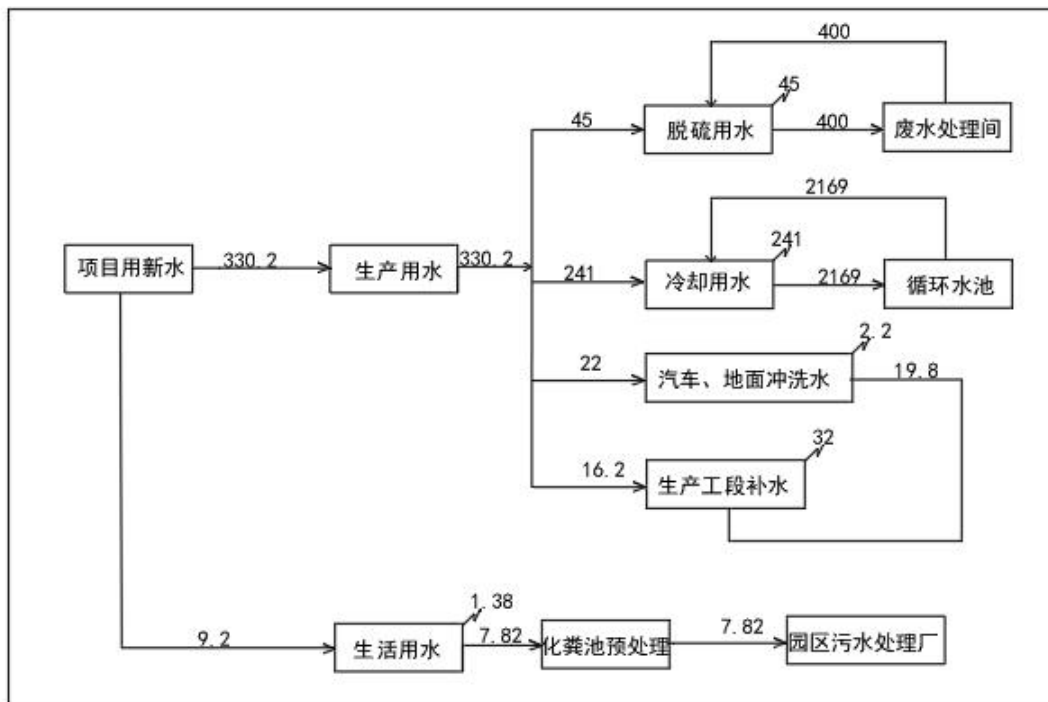 400
45
45
脱硫用水
400
废水处理间
2169
项目用新水
330.2
生产用水
330.2
241
241
冷却用水
2169
循环水池
22
2.2
汽车、地面冲洗水
19.8
16.2
32
生产工段补水
9.2
1.38
生活用水
7.82
化粪池预处理
7.82
园区污水处理厂